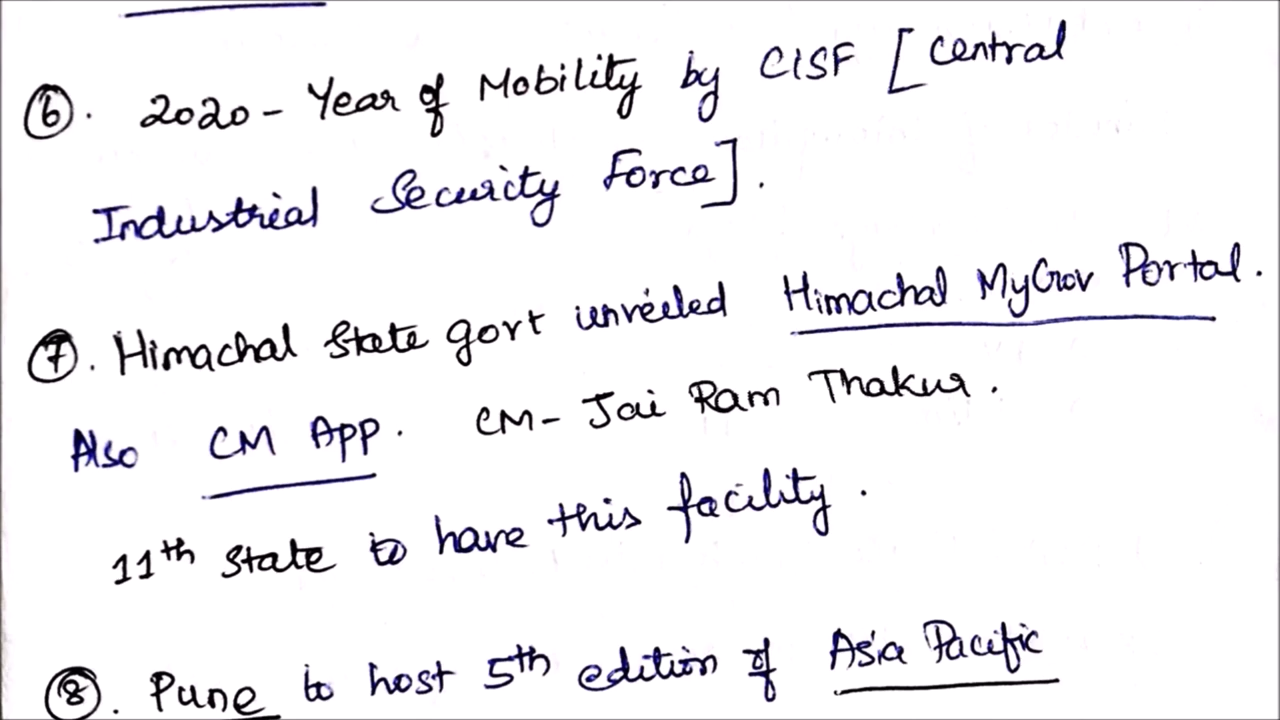 ⑥. 2020 - Year of Mobility by CISF [Central
Industrial Security Force].
⑦. Himachal State govt unveiled Himachal MyGov Portal.
Also CM App. CM - Jai Ram Thakur.
11th state to have this facility.
⑧. Pune to host 5th edition of Asia Pacific